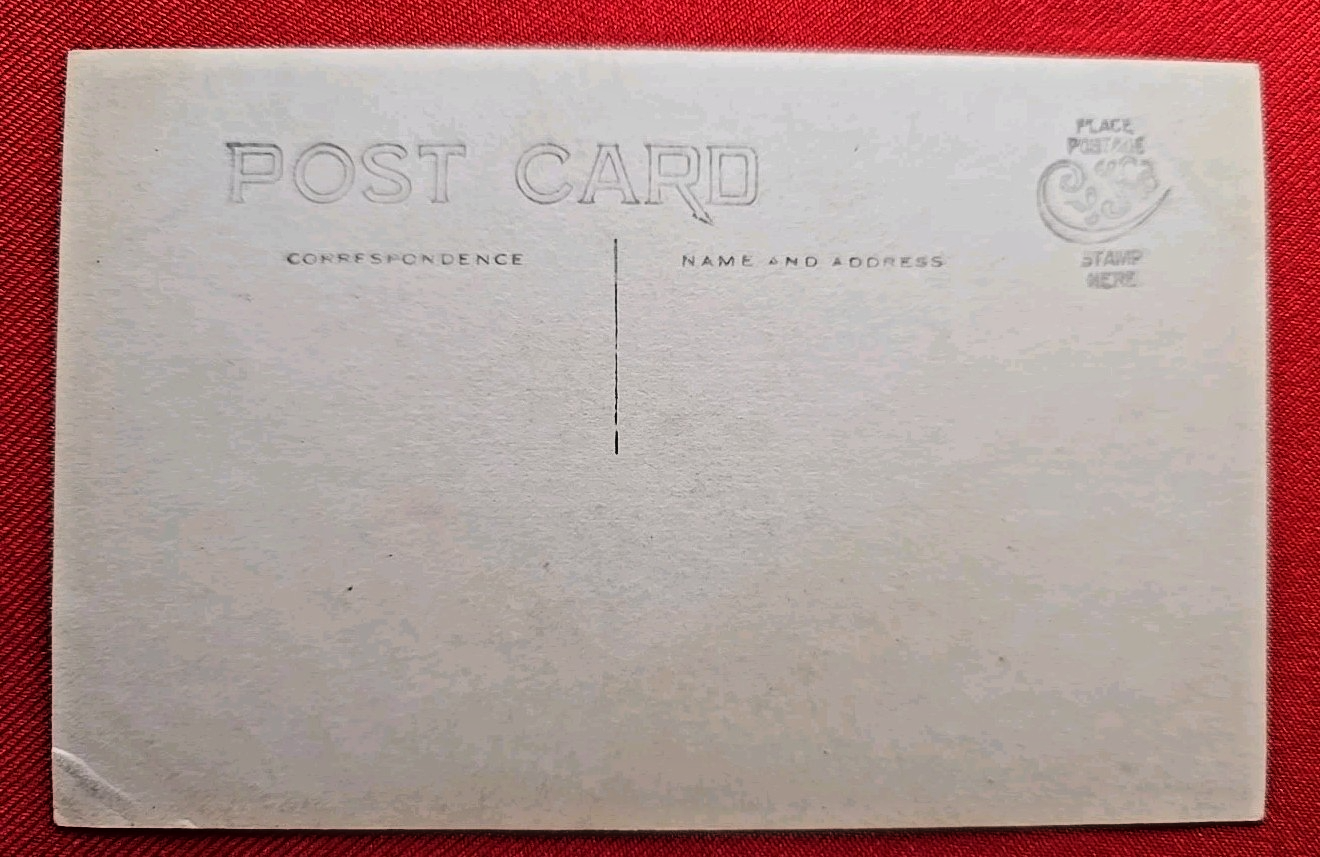 POST CARD
CORRESPONDENCE
NAME AND ADDRESS
PLACE
POSTAGE
STAMP
HERE